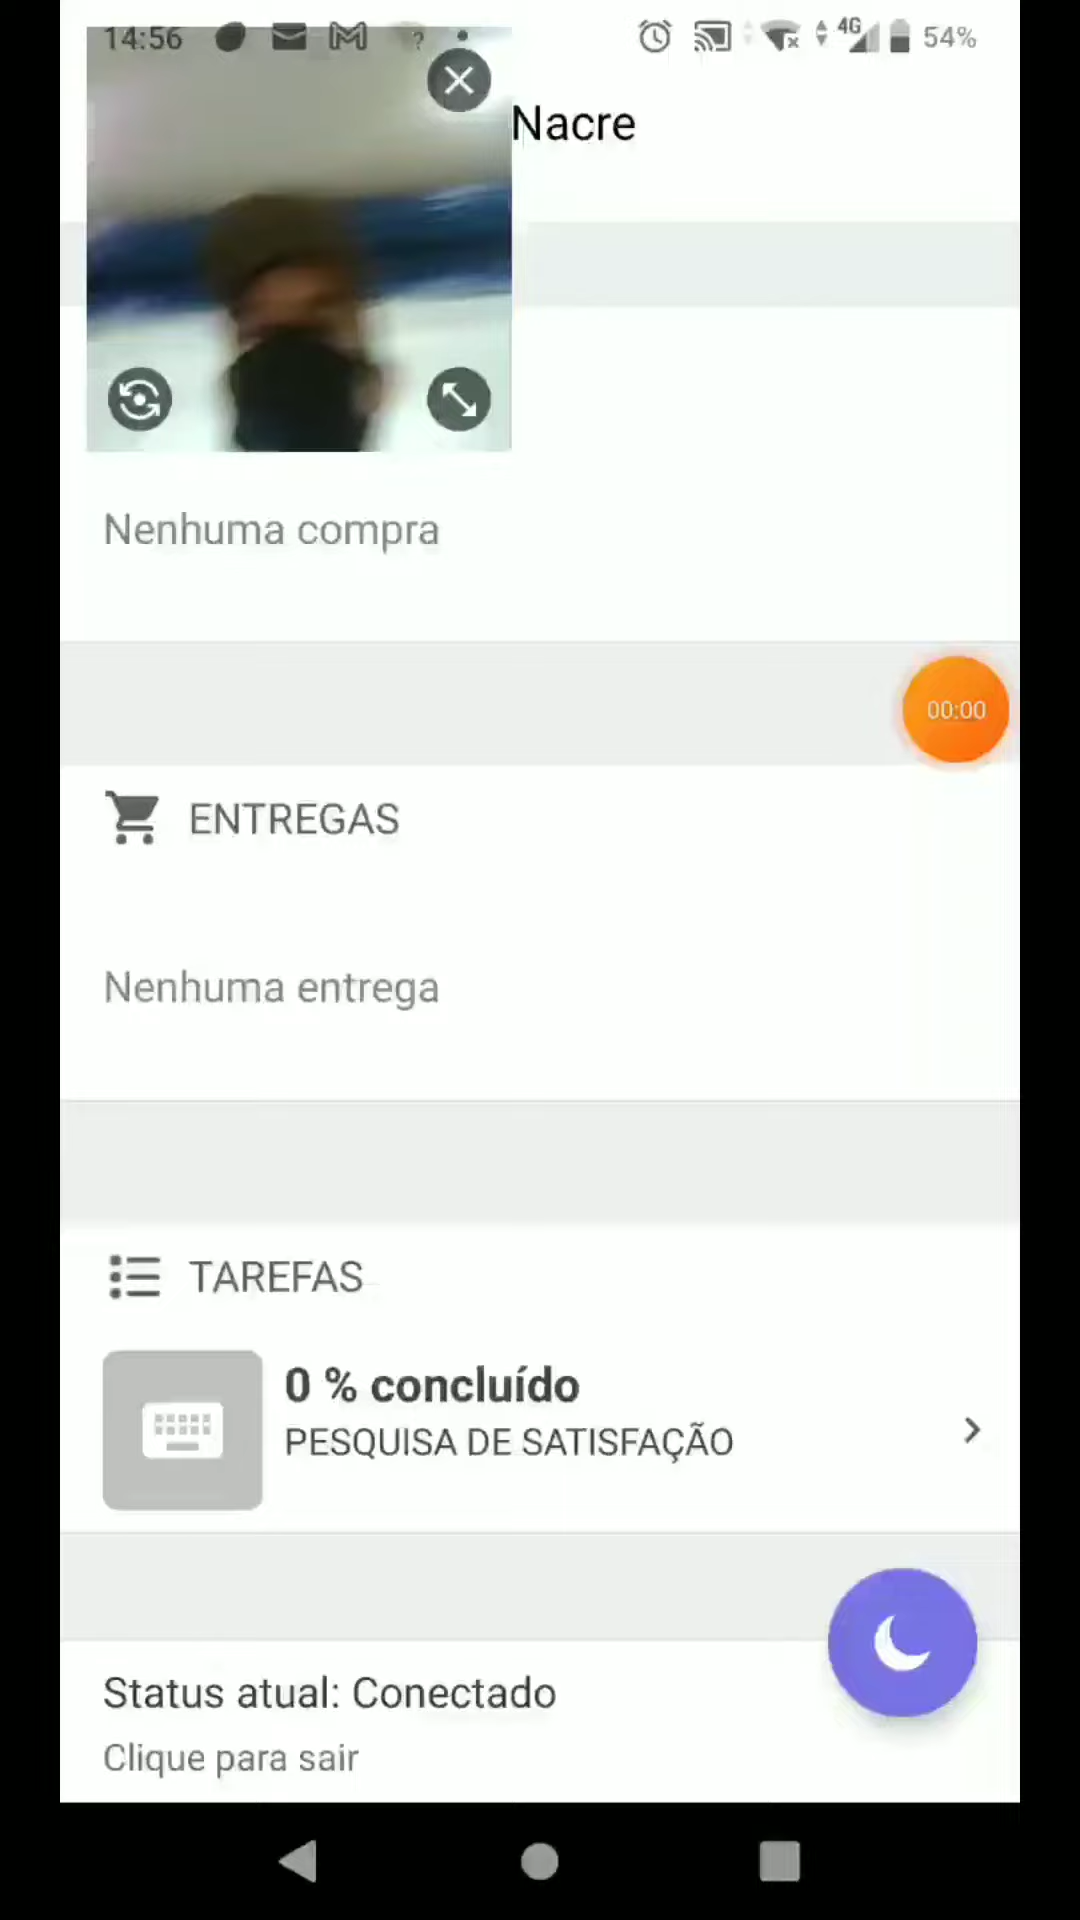 14:56
4G
54%
Nacre
Nenhuma compra
00:00
ENTREGAS
Nenhuma entrega
TAREFAS
0 % concluído
PESQUISA DE SATISFAÇÃO
Status atual: Conectado
Clique para sair